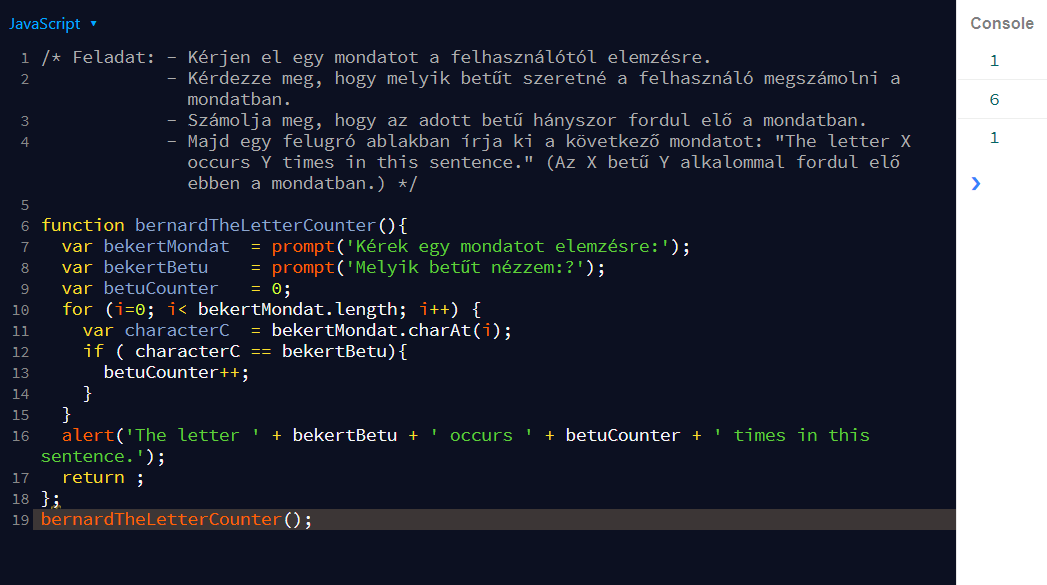 JavaScript ▾
Console
1 /* Feladat: - Kérjen el egy mondatot a felhasználótól elemzésre.
2 - Kérdezze meg, hogy melyik betűt szeretné a felhasználó megszámolni a
mondatban.
3 - Számolja meg, hogy az adott betű hányszor fordul elő a mondatban.
4 - Majd egy felugró ablakban írja ki a következő mondatot: "The letter X
occurs Y times in this sentence." (Az X betű Y alkalommal fordul elő
ebben a mondatban.) */
5
6 function bernardTheLetterCounter(){
7 var bekertMondat = prompt('Kérek egy mondatot elemzésre:');
8 var bekertBetu = prompt('Melyik betűt nézzem:?');
9 var betuCounter = 0;
10 for (i=0; i< bekertMondat.length; i++) {
11 var characterC = bekertMondat.charAt(i);
12 if ( characterC == bekertBetu){
13 betuCounter++;
14 }
15 }
16 alert('The letter ' + bekertBetu + ' occurs ' + betuCounter + ' times in this
sentence.');
17 return ;
18 };
19 bernardTheLetterCounter();
1
6
1
❯